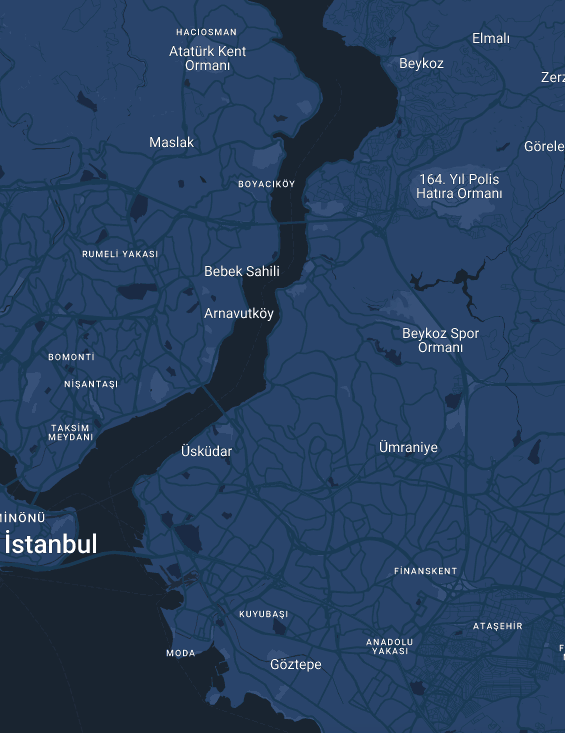 HACIOSMAN
Atatürk Kent
Ormanı
Elmalı
Beykoz
Maslak
Görele
BOYACIKÖY
164. Yıl Polis
Hatıra Ormanı
RUMELİ YAKASI
Bebek Sahili
Arnavutköy
Beykoz Spor
Ormanı
BOMONTİ
NİŞANTAŞI
TAKSİM
MEYDANI
Üsküdar
Ümraniye
MİNÖNÜ
İstanbul
FİNANSKENT
KUYUBAŞI
ATAŞEHİR
ANADOLU
YAKASI
MODA
Göztepe